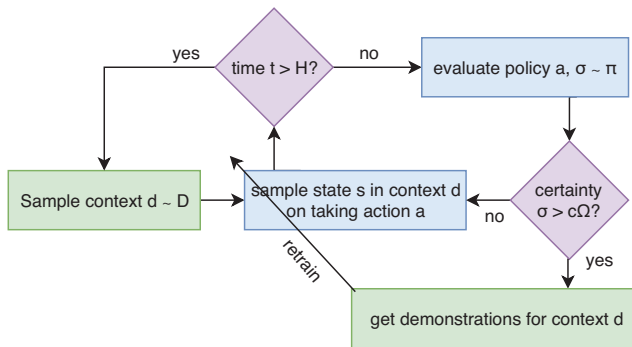 yes
time t > H?
no
evaluate policy a, σ ~ π
Sample context d ~ D
sample state s in context d
on taking action a
no
certainty
σ > cΩ?
yes
retrain
get demonstrations for context d